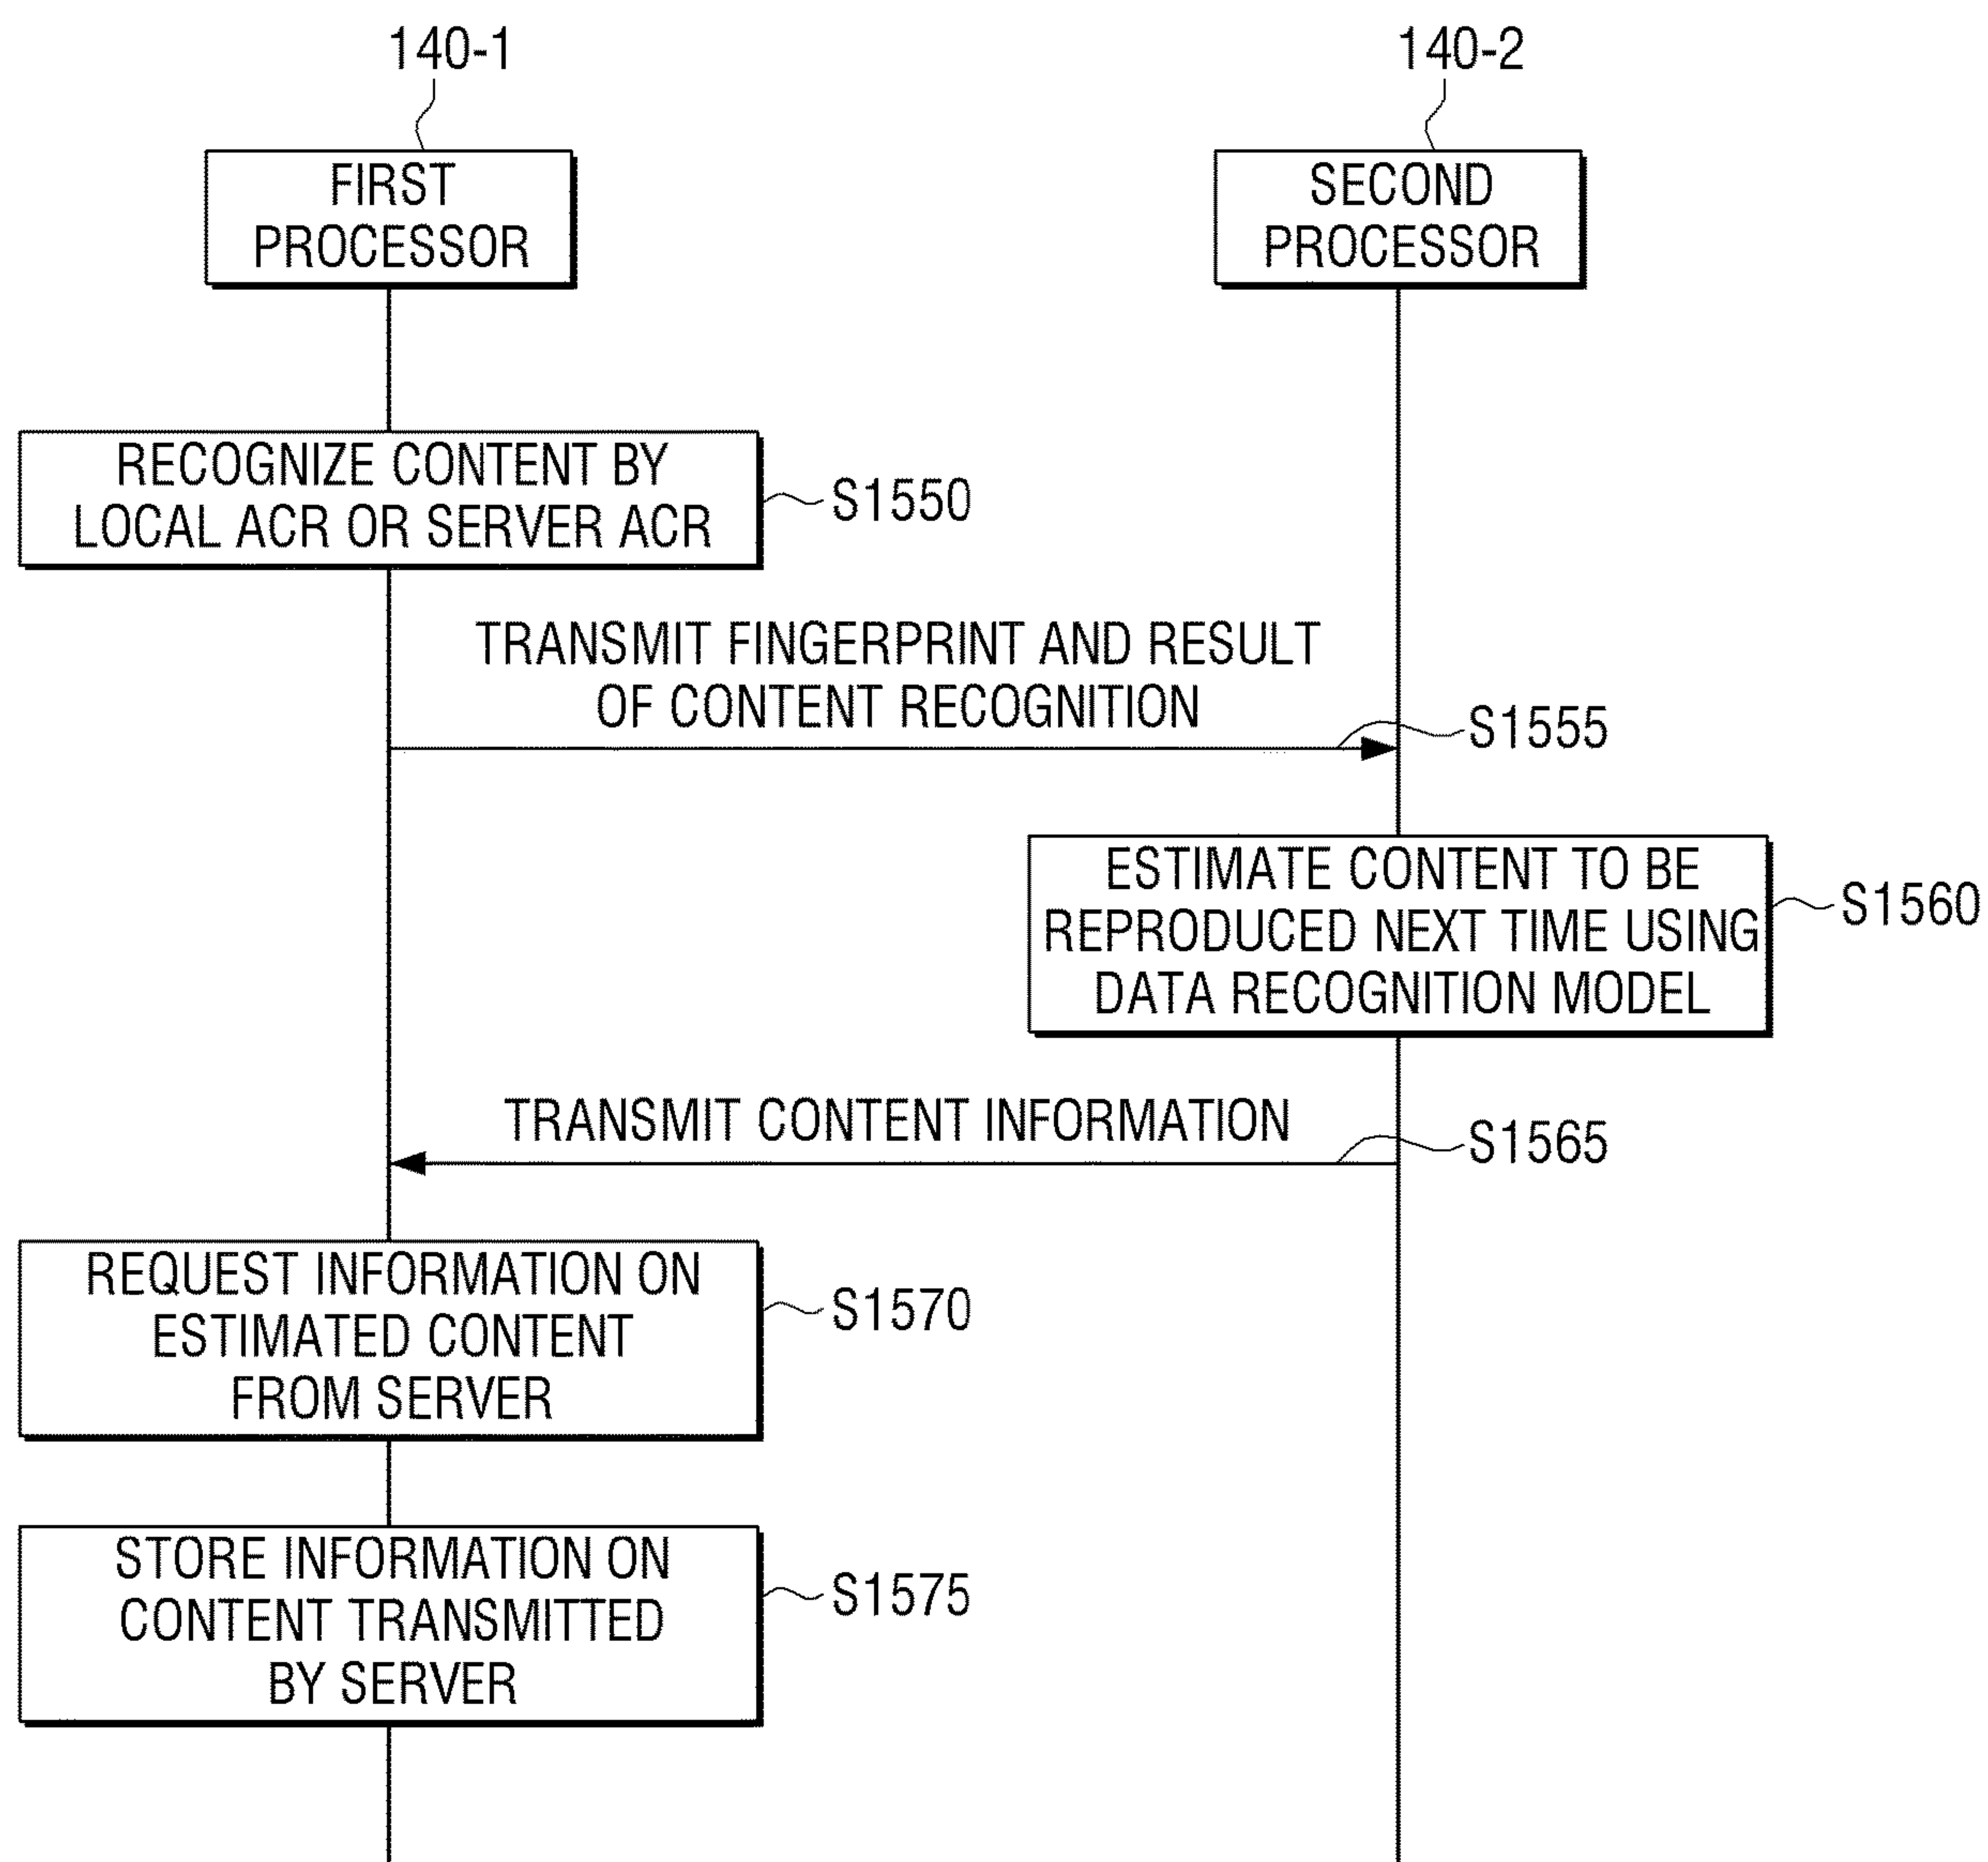 140-1
140-2
FIRST
PROCESSOR
SECOND
PROCESSOR
RECOGNIZE CONTENT BY
LOCAL ACR OR SERVER ACR
S1550
TRANSMIT FINGERPRINT AND RESULT
OF CONTENT RECOGNITION
S1555
ESTIMATE CONTENT TO BE
REPRODUCED NEXT TIME USING
DATA RECOGNITION MODEL
S1560
TRANSMIT CONTENT INFORMATION
S1565
REQUEST INFORMATION ON
ESTIMATED CONTENT
FROM SERVER
S1570
STORE INFORMATION ON
CONTENT TRANSMITTED
BY SERVER
S1575